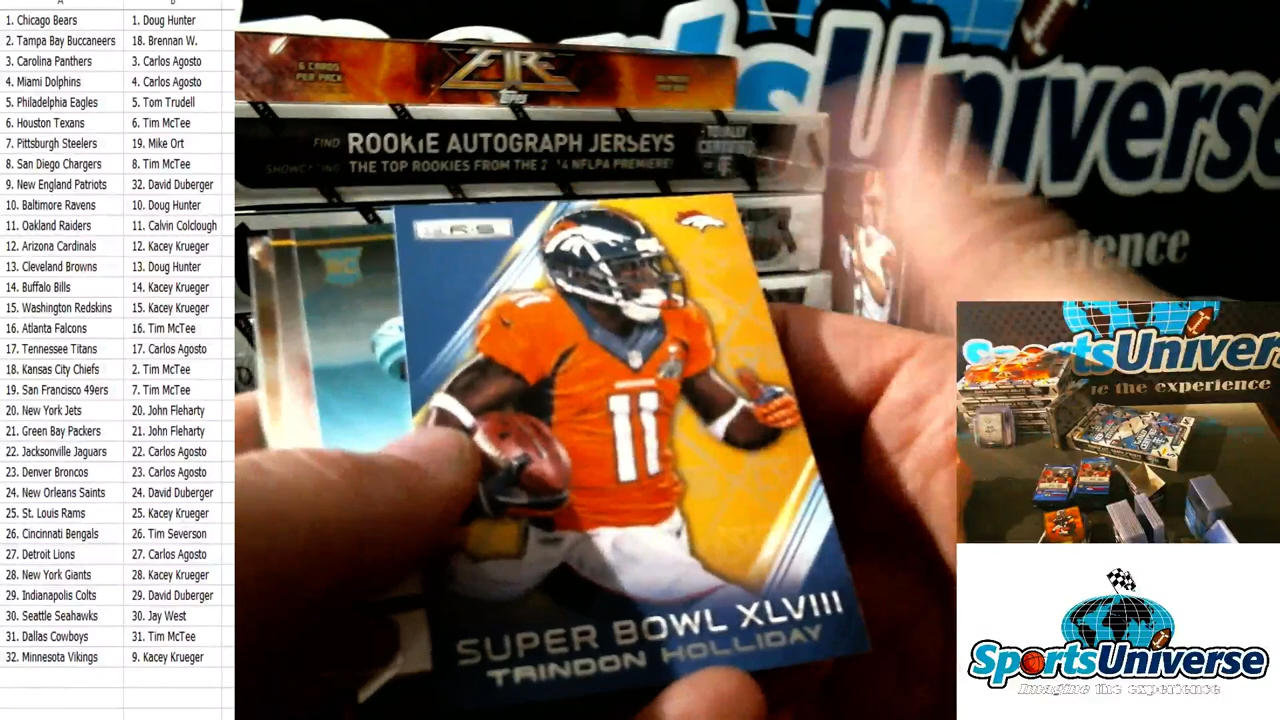 A
B
1. Chicago Bears 1. Doug Hunter
2. Tampa Bay Buccaneers 18. Brennan W.
3. Carolina Panthers 3. Carlos Agosto
4. Miami Dolphins 4. Carlos Agosto
5. Philadelphia Eagles 5. Tom Trudell
6. Houston Texans 6. Tim McTee
7. Pittsburgh Steelers 19. Mike Ort
8. San Diego Chargers 8. Tim McTee
9. New England Patriots 32. David Duberger
10. Baltimore Ravens 10. Doug Hunter
11. Oakland Raiders 11. Calvin Colclough
12. Arizona Cardinals 12. Kacey Krueger
13. Cleveland Browns 13. Doug Hunter
14. Buffalo Bills 14. Kacey Krueger
15. Washington Redskins 15. Kacey Krueger
16. Atlanta Falcons 16. Tim McTee
17. Tennessee Titans 17. Carlos Agosto
18. Kansas City Chiefs 2. Tim McTee
19. San Francisco 49ers 7. Tim McTee
20. New York Jets 20. John Fleharty
21. Green Bay Packers 21. John Fleharty
22. Jacksonville Jaguars 22. Carlos Agosto
23. Denver Broncos 23. Carlos Agosto
24. New Orleans Saints 24. David Duberger
25. St. Louis Rams 25. Kacey Krueger
26. Cincinnati Bengals 26. Tim Severson
27. Detroit Lions 27. Carlos Agosto
28. New York Giants 28. Kacey Krueger
29. Indianapolis Colts 29. David Duberger
30. Seattle Seahawks 30. Jay West
31. Dallas Cowboys 31. Tim McTee
32. Minnesota Vikings 9. Kacey Krueger
6 CARDS
PER PACK
FIRE
Topps
FIND ROOKIE AUTOGRAPH JERSEYS
THE TOP ROOKIES FROM THE NFLPA PREMIERE!
TOTALLY
CERTIFIED
Universe
erience
RC
R&S
11
SUPER BOWL XLVIII
TRINDON HOLLIDAY
tsUniver
e the experience
SportsUniverse
Imagine the experience